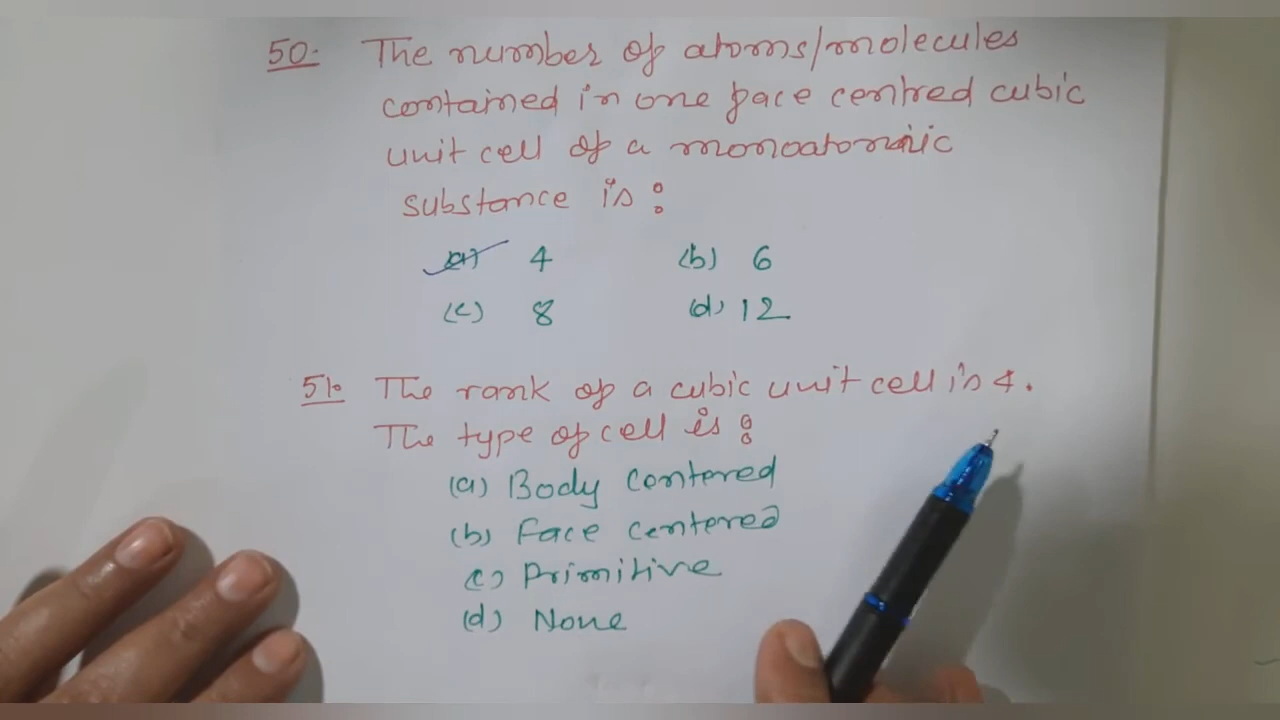 50. The number of atoms/molecules
contained in one face centred cubic
unit cell of a monoatomic
substance is :
(a) 4 (b) 6
(c) 8 (d) 12
51. The rank of a cubic unit cell is 4.
The type of cell is :
(a) Body centered
(b) Face centered
(c) Primitive
(d) None